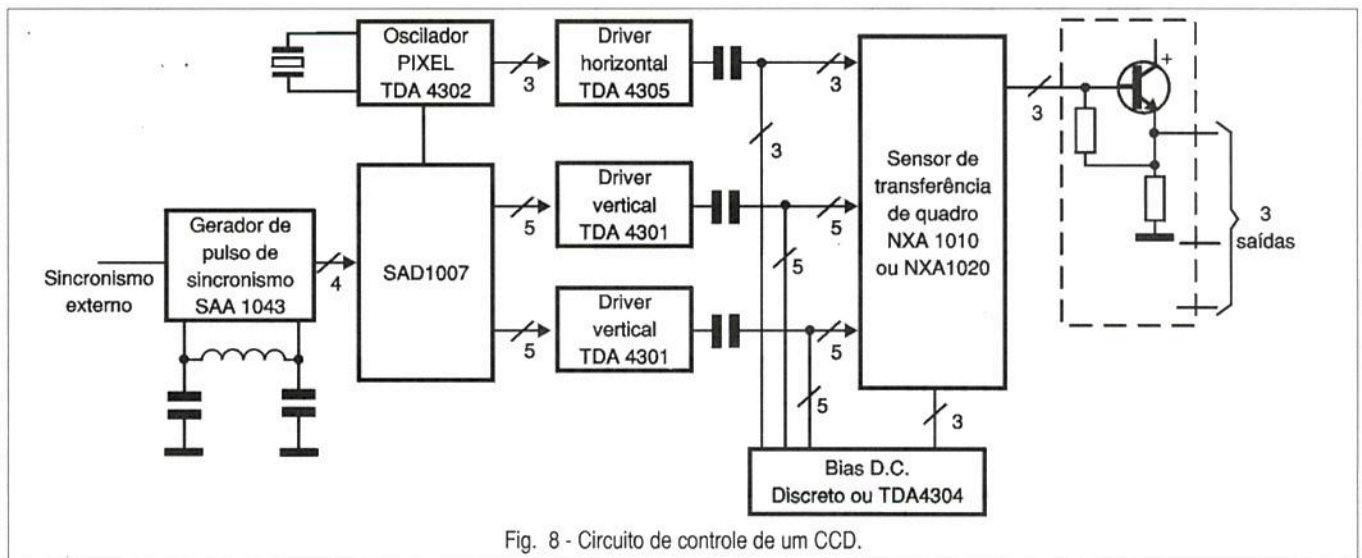 Oscilador
PIXEL
TDA 4302
3
Driver
horizontal
TDA 4305
3
3
Sensor de
transferência
de quadro
NXA 1010
ou NXA1020
3
+
3
saídas
Sincronismo
externo
Gerador de
pulso de
sincronismo
SAA 1043
4
SAD1007
5
Driver
vertical
TDA 4301
5
5
5
Driver
vertical
TDA 4301
5
5
3
Bias D.C.
Discreto ou TDA4304
Fig. 8 - Circuito de controle de um CCD.